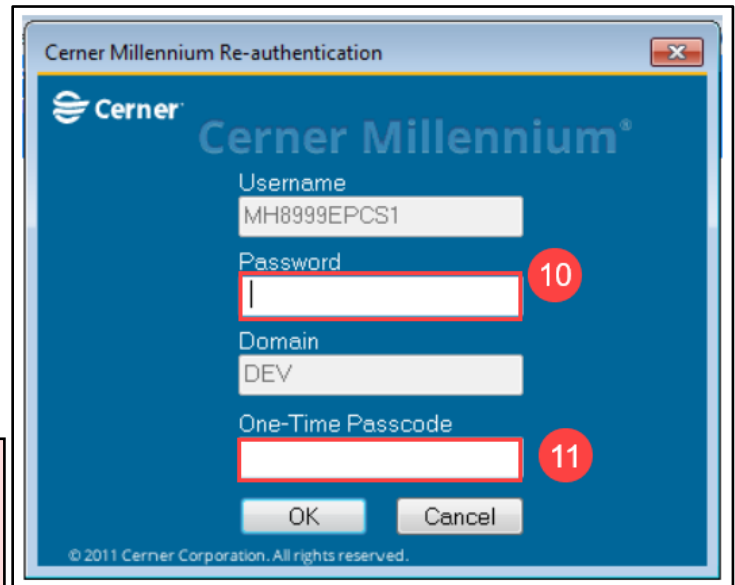 Cerner Millennium Re-authentication
Cerner
Cerner Millennium®
Username
MH8999EPCS1
Password
10
Domain
DEV
One-Time Passcode
11
OK Cancel
© 2011 Cerner Corporation. All rights reserved.